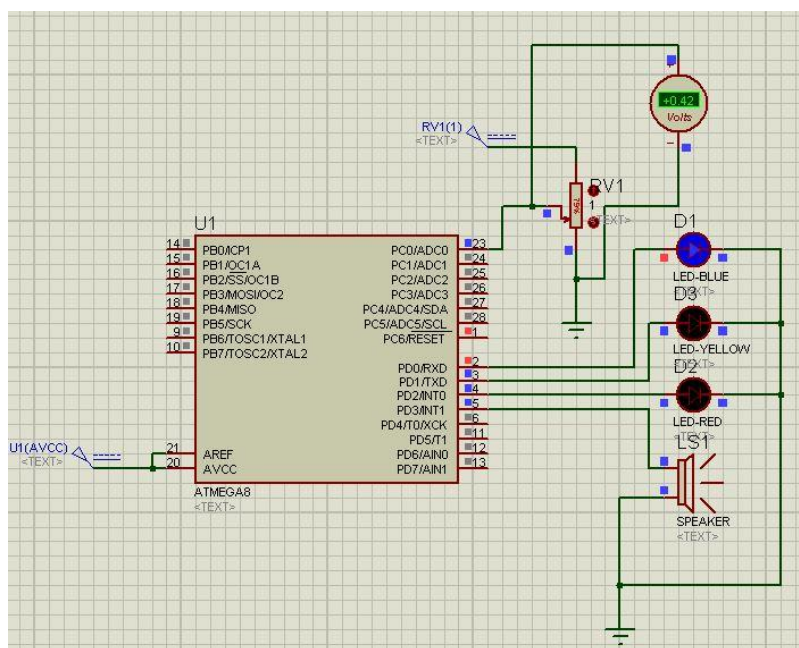 +0.42
Volts
RV1(1)
<TEXT>
79%
RV1
1
<TEXT>
U1
14 PB0/ICP1
15 PB1/OC1A
16 PB2/SS/OC1B
17 PB3/MOSI/OC2
18 PB4/MISO
19 PB5/SCK
9 PB6/TOSC1/XTAL1
10 PB7/TOSC2/XTAL2
PC0/ADC0 23
PC1/ADC1 24
PC2/ADC2 25
PC3/ADC3 26
PC4/ADC4/SDA 27
PC5/ADC5/SCL 28
PC6/RESET 1
PD0/RXD 2
PD1/TXD 3
PD2/INT0 4
PD3/INT1 5
PD4/T0/XCK 6
PD5/T1 11
PD6/AIN0 12
PD7/AIN1 13
21 AREF
20 AVCC
ATMEGA8
<TEXT>
U1(AVCC)
<TEXT>
D1
LED-BLUE
<TEXT>
D3
LED-YELLOW
<TEXT>
D2
LED-RED
<TEXT>
LS1
SPEAKER
<TEXT>